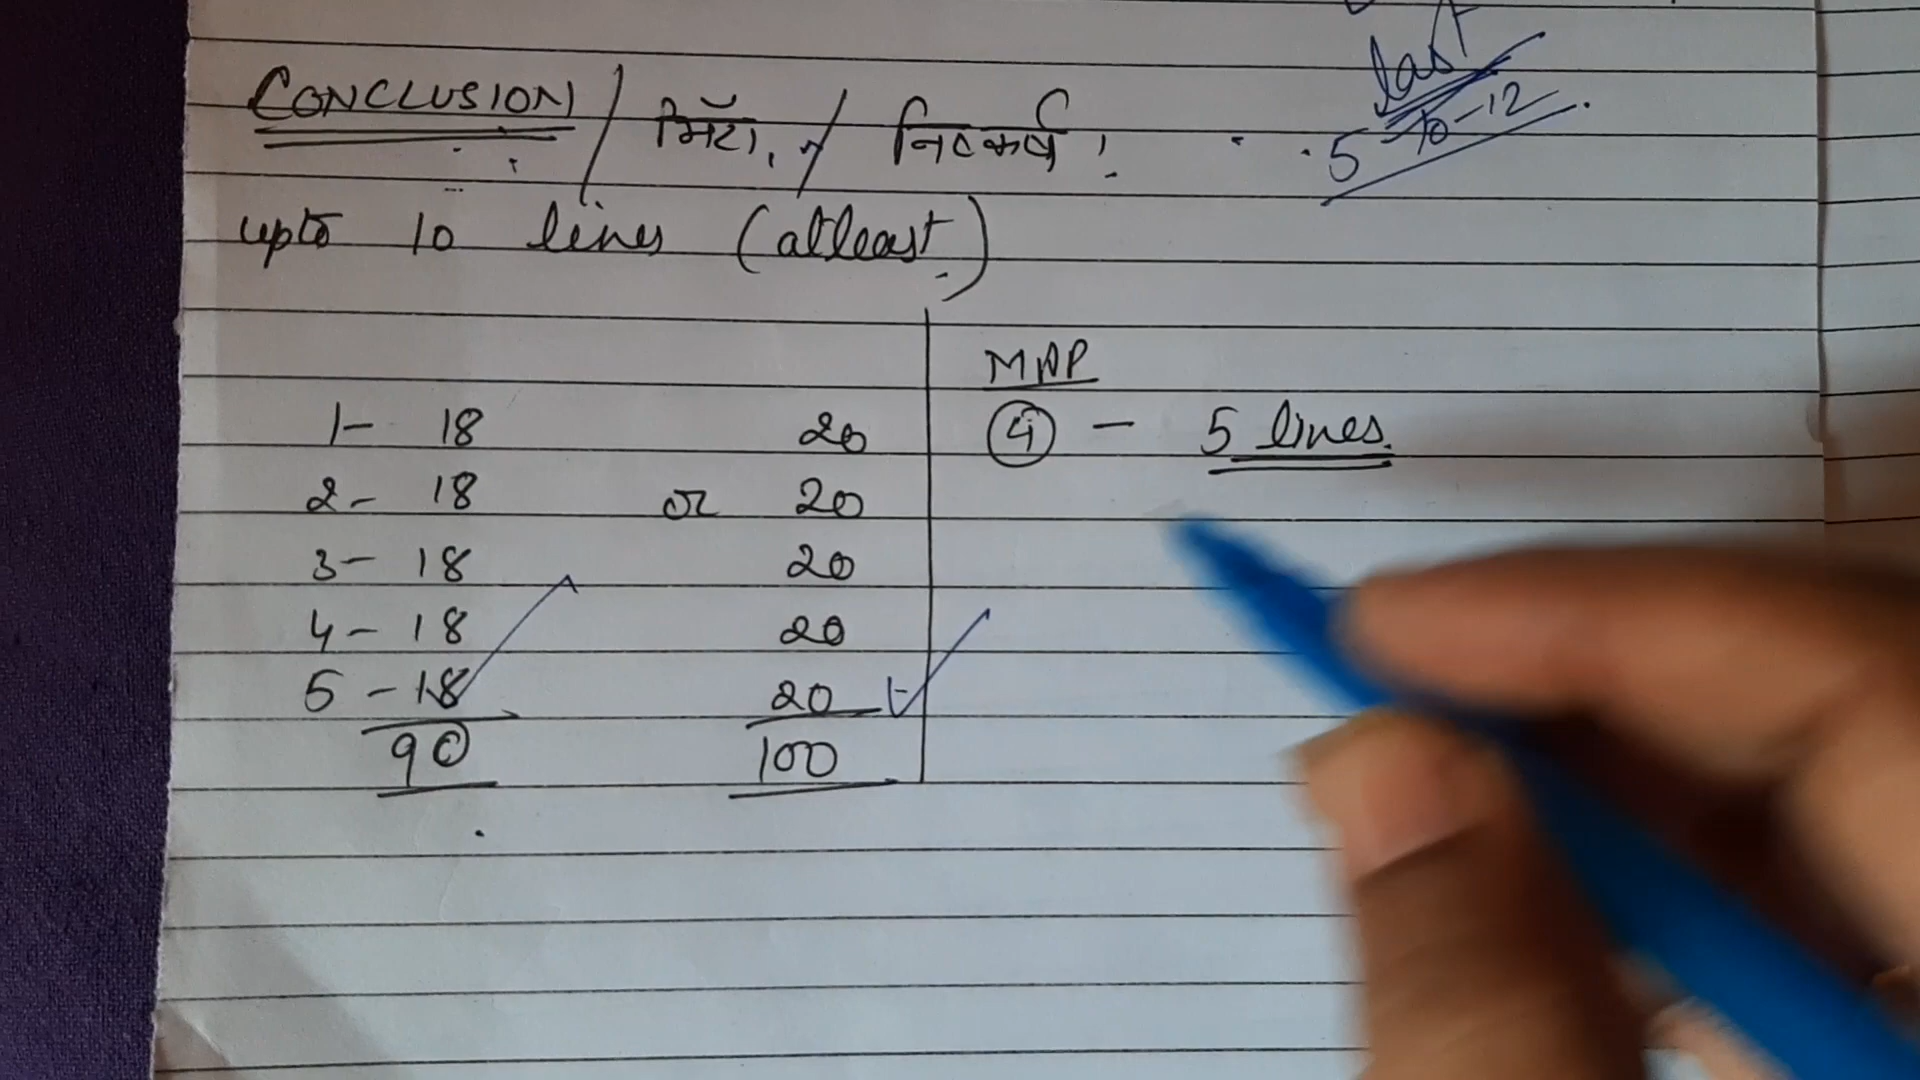 last
CONCLUSION / / निष्कर्ष !
5-10-12
upto 10 lines (atleast)
MAP
1- 18 20
④ - 5 lines
2- 18 or 20
3- 18 20
4- 18 20
5 - 18 20
90 100